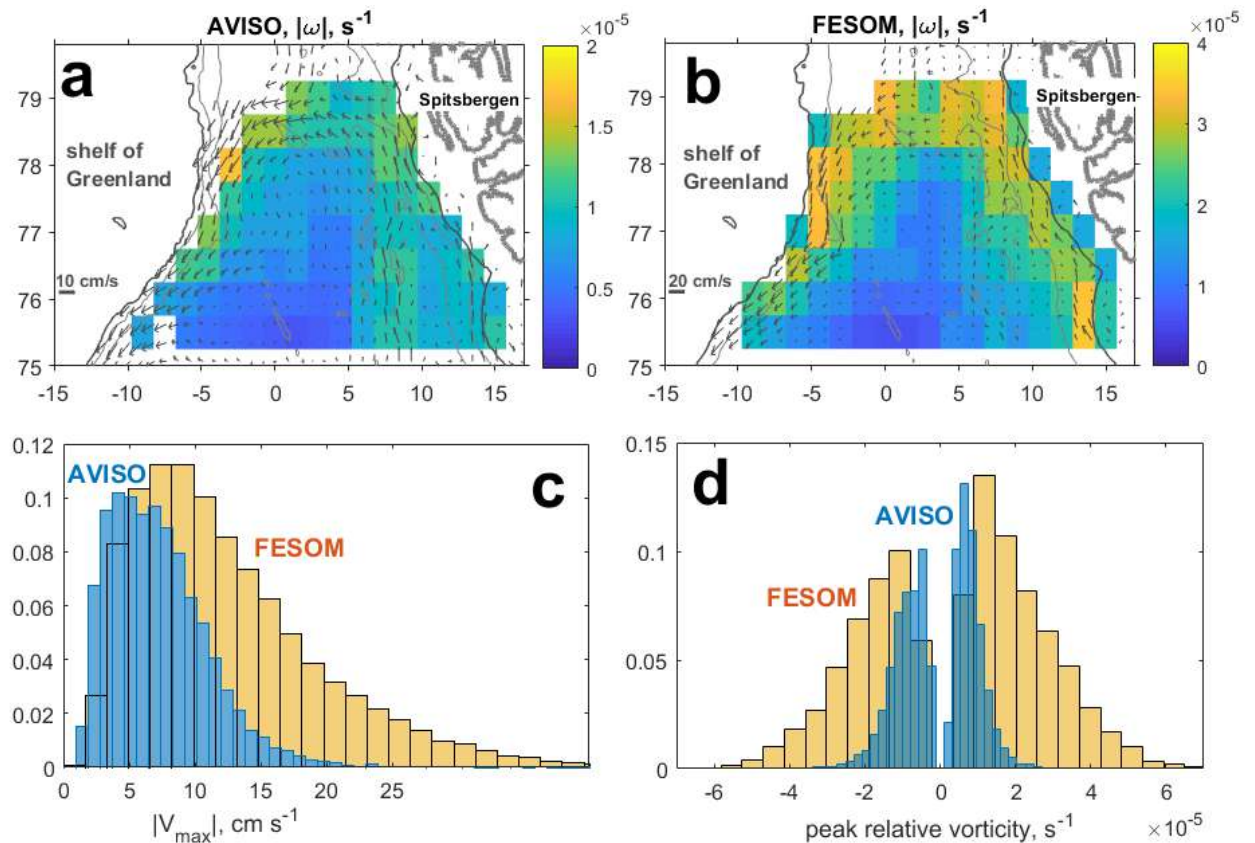 AVISO, |ω|, s-1
×10-5
a
79
78
77
76
75
shelf of
Greenland
Spitsbergen
10 cm/s
-15 -10 -5 0 5 10 15
2
1.5
1
0.5
0
FESOM, |ω|, s-1
×10-5
b
79
78
77
76
75
shelf of
Greenland
Spitsbergen
20 cm/s
-15 -10 -5 0 5 10 15
4
3
2
1
0
0.12
0.1
0.08
0.06
0.04
0.02
0
AVISO
c
FESOM
0 5 10 15 20 25
|Vmax|, cm s-1
0.15
0.1
0.05
0
d
AVISO
FESOM
-6 -4 -2 0 2 4 6
peak relative vorticity, s-1
×10-5